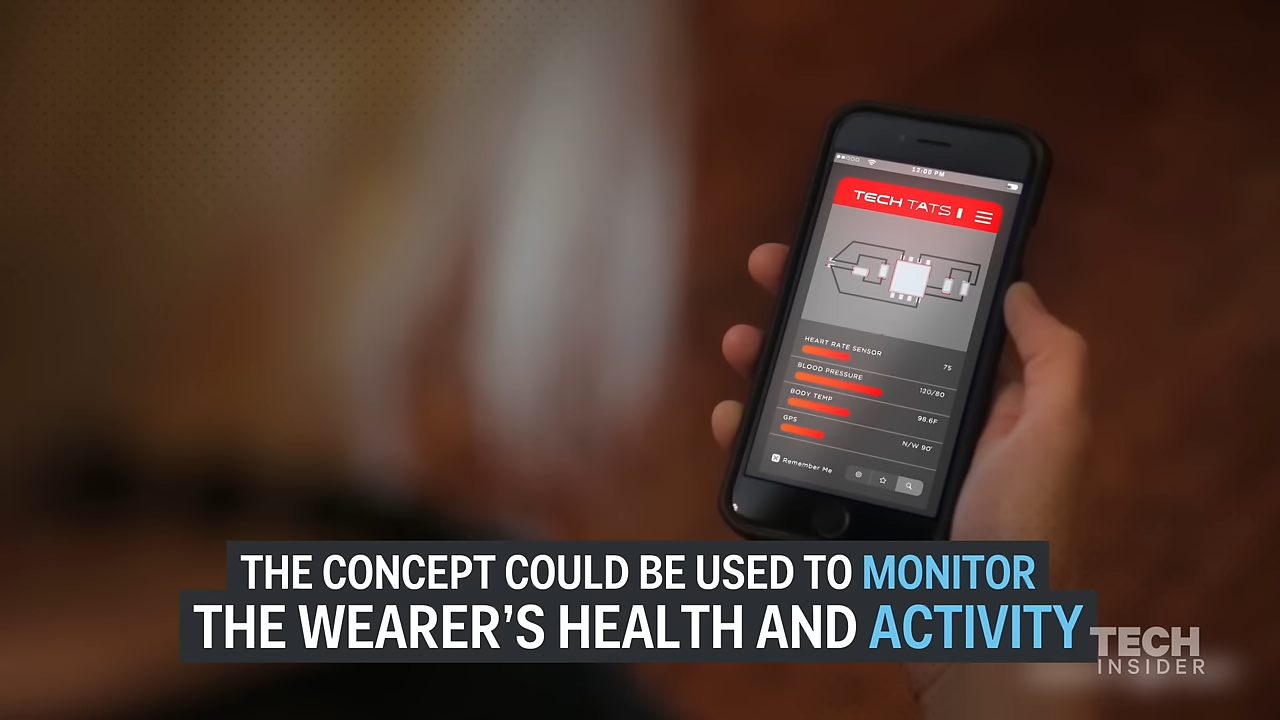 12:00 PM
TECH TATS
HEART RATE SENSOR
75
BLOOD PRESSURE
120/80
BODY TEMP
98.6F
GPS
N/W 90°
Remember Me
THE CONCEPT COULD BE USED TO MONITOR
THE WEARER'S HEALTH AND ACTIVITY
TECH
INSIDER